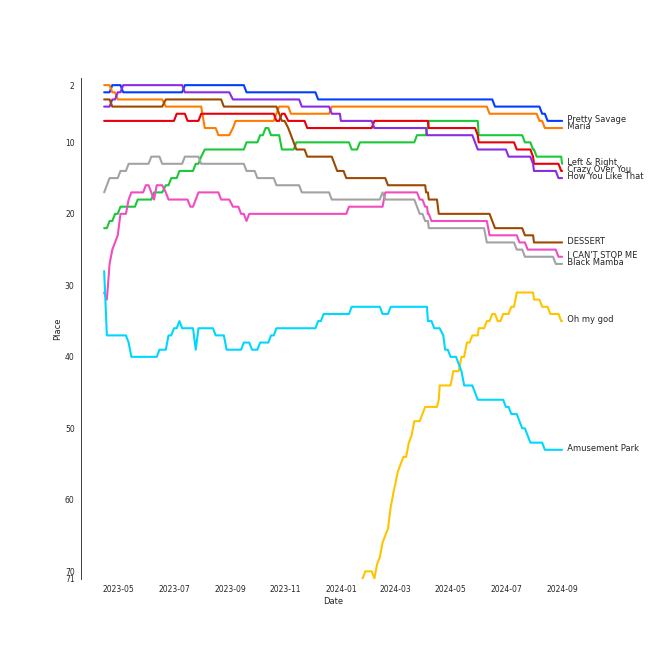 2
10
20
30
40
50
60
70
71
Place
2023-05
2023-07
2023-09
2023-11
2024-01
2024-03
2024-05
2024-07
2024-09
Date
Pretty Savage
Maria
Left & Right
Crazy Over You
How You Like That
DESSERT
I CAN'T STOP ME
Black Mamba
Oh my god
Amusement Park